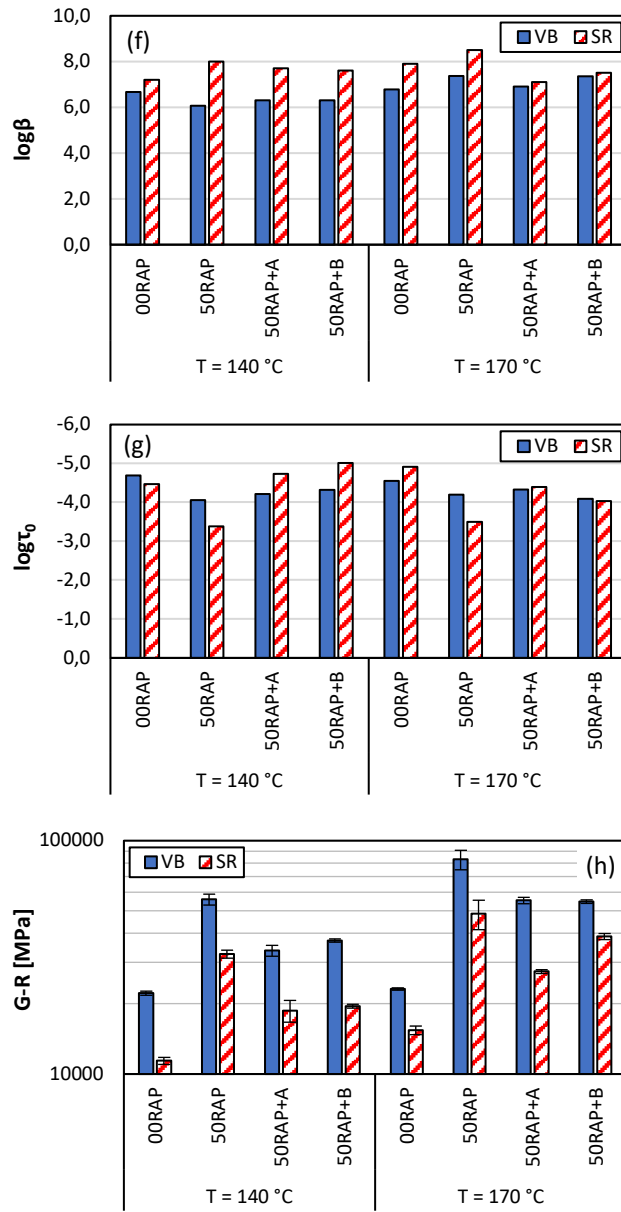 (f)
VB SR
10,0
8,0
6,0
4,0
2,0
0,0
logβ
00RAP 50RAP 50RAP+A 50RAP+B 00RAP 50RAP 50RAP+A 50RAP+B
T = 140 °C T = 170 °C
(g)
VB SR
-6,0
-5,0
-4,0
-3,0
-2,0
-1,0
0,0
logτ₀
00RAP 50RAP 50RAP+A 50RAP+B 00RAP 50RAP 50RAP+A 50RAP+B
T = 140 °C T = 170 °C
VB SR
(h)
100000
10000
G-R [MPa]
00RAP 50RAP 50RAP+A 50RAP+B 00RAP 50RAP 50RAP+A 50RAP+B
T = 140 °C T = 170 °C